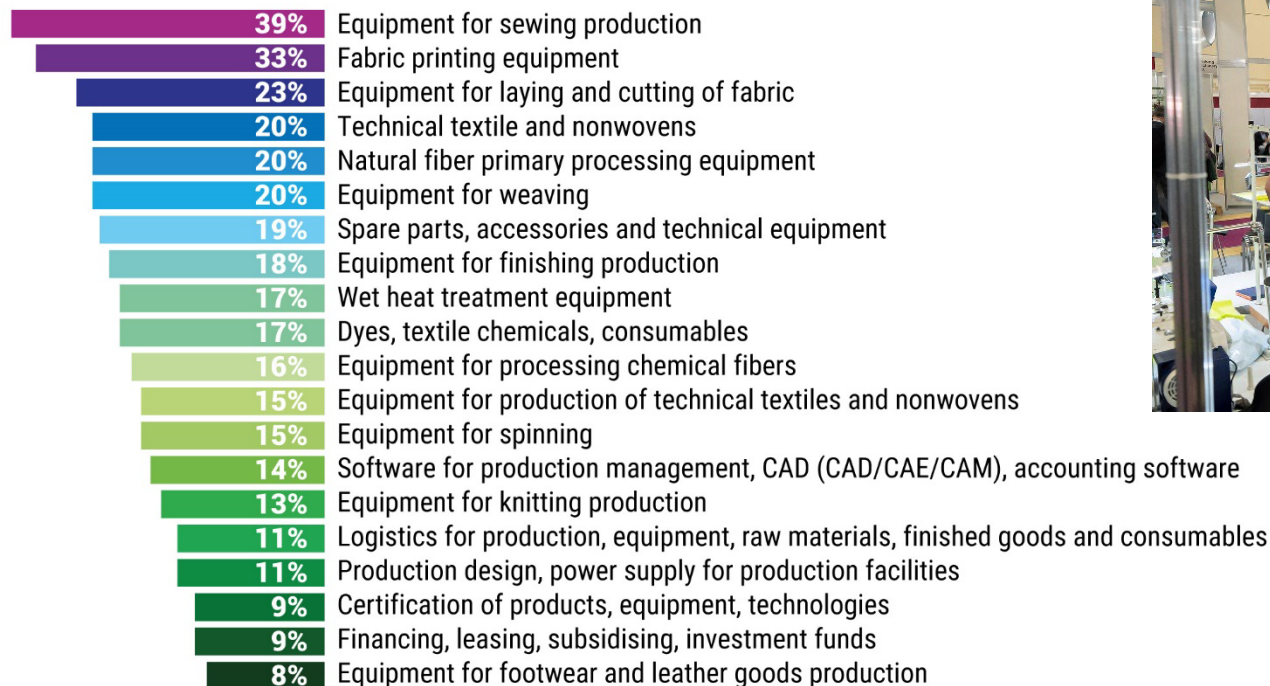 39% Equipment for sewing production
33% Fabric printing equipment
23% Equipment for laying and cutting of fabric
20% Technical textile and nonwovens
20% Natural fiber primary processing equipment
20% Equipment for weaving
19% Spare parts, accessories and technical equipment
18% Equipment for finishing production
17% Wet heat treatment equipment
17% Dyes, textile chemicals, consumables
16% Equipment for processing chemical fibers
15% Equipment for production of technical textiles and nonwovens
15% Equipment for spinning
14% Software for production management, CAD (CAD/CAE/CAM), accounting software
13% Equipment for knitting production
11% Logistics for production, equipment, raw materials, finished goods and consumables
11% Production design, power supply for production facilities
9% Certification of products, equipment, technologies
9% Financing, leasing, subsidising, investment funds
8% Equipment for footwear and leather goods production